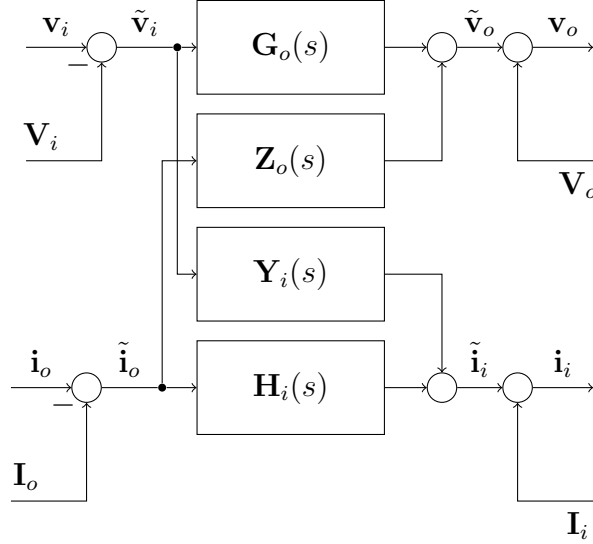 v_i ṽ_i G_o(s) ṽ_o v_o
−
V_i Z_o(s) V_o
Y_i(s)
i_o ĩ_o H_i(s) ĩ_i i_i
−
I_o I_i